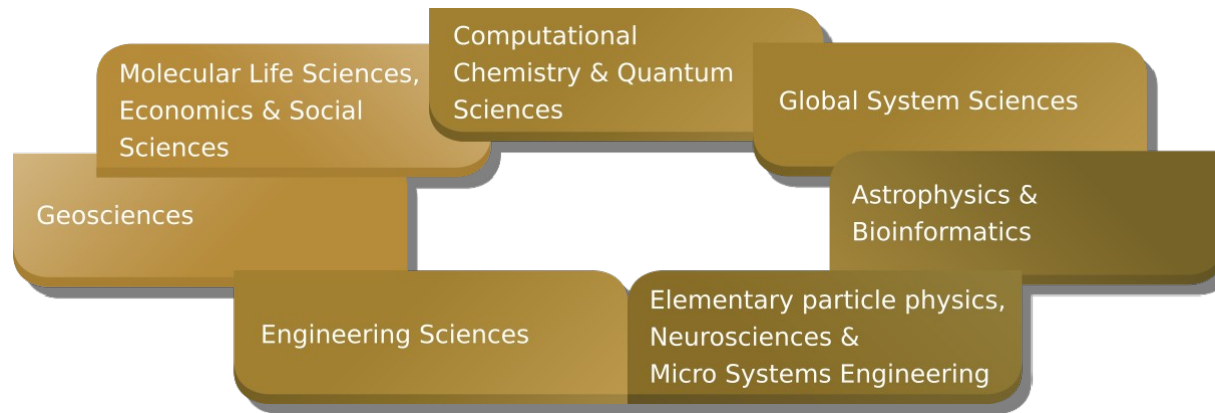 Computational
Chemistry & Quantum
Sciences
Molecular Life Sciences,
Economics & Social
Sciences
Global System Sciences
Geosciences
Astrophysics &
Bioinformatics
Engineering Sciences
Elementary particle physics,
Neurosciences &
Micro Systems Engineering